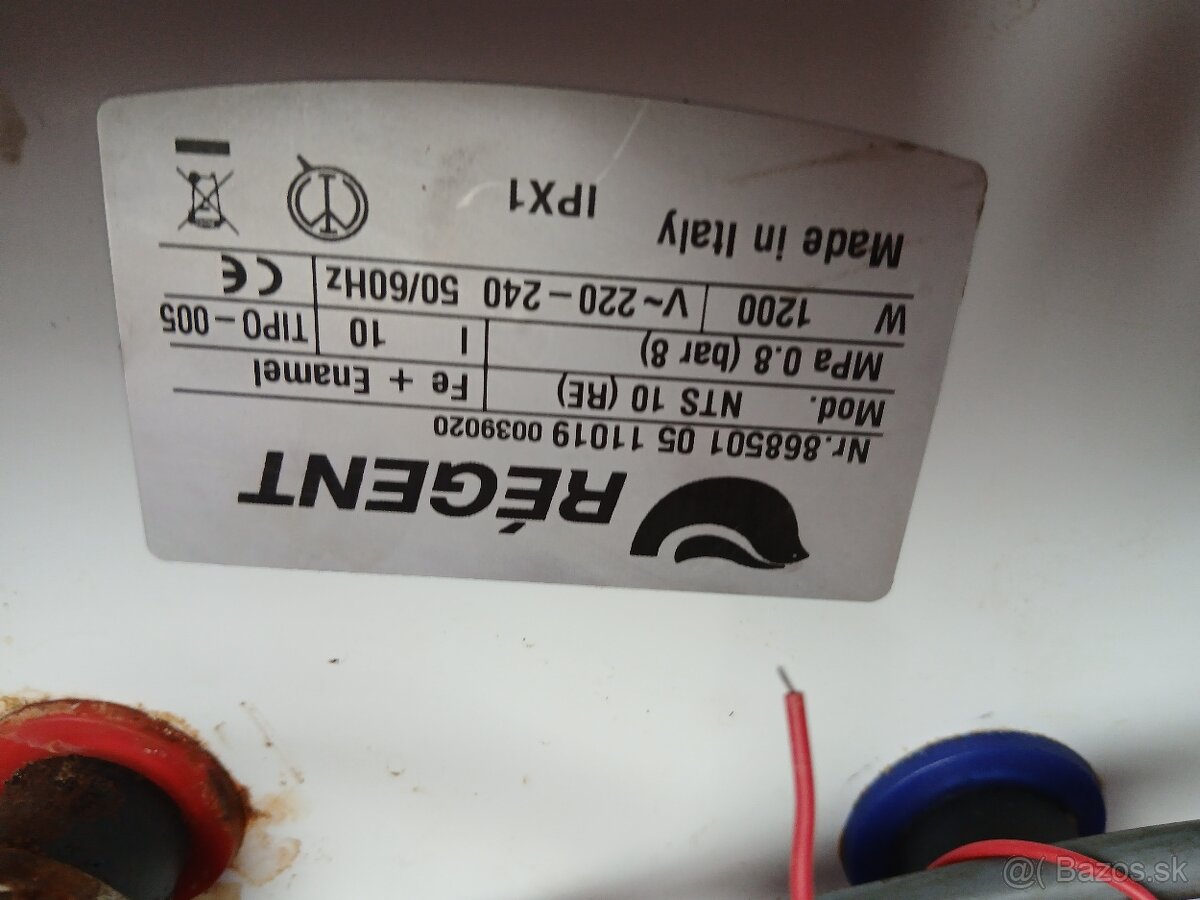 RÉGENT
Nr.868501 05 11019 0039020
Mod. NTS 10 (RE) Fe + Enamel
MPa 0.8 (bar 8) l 10 TIPO-005
W 1200 V~220-240 50/60Hz CE
Made in Italy IPX1
@( Bazos.sk